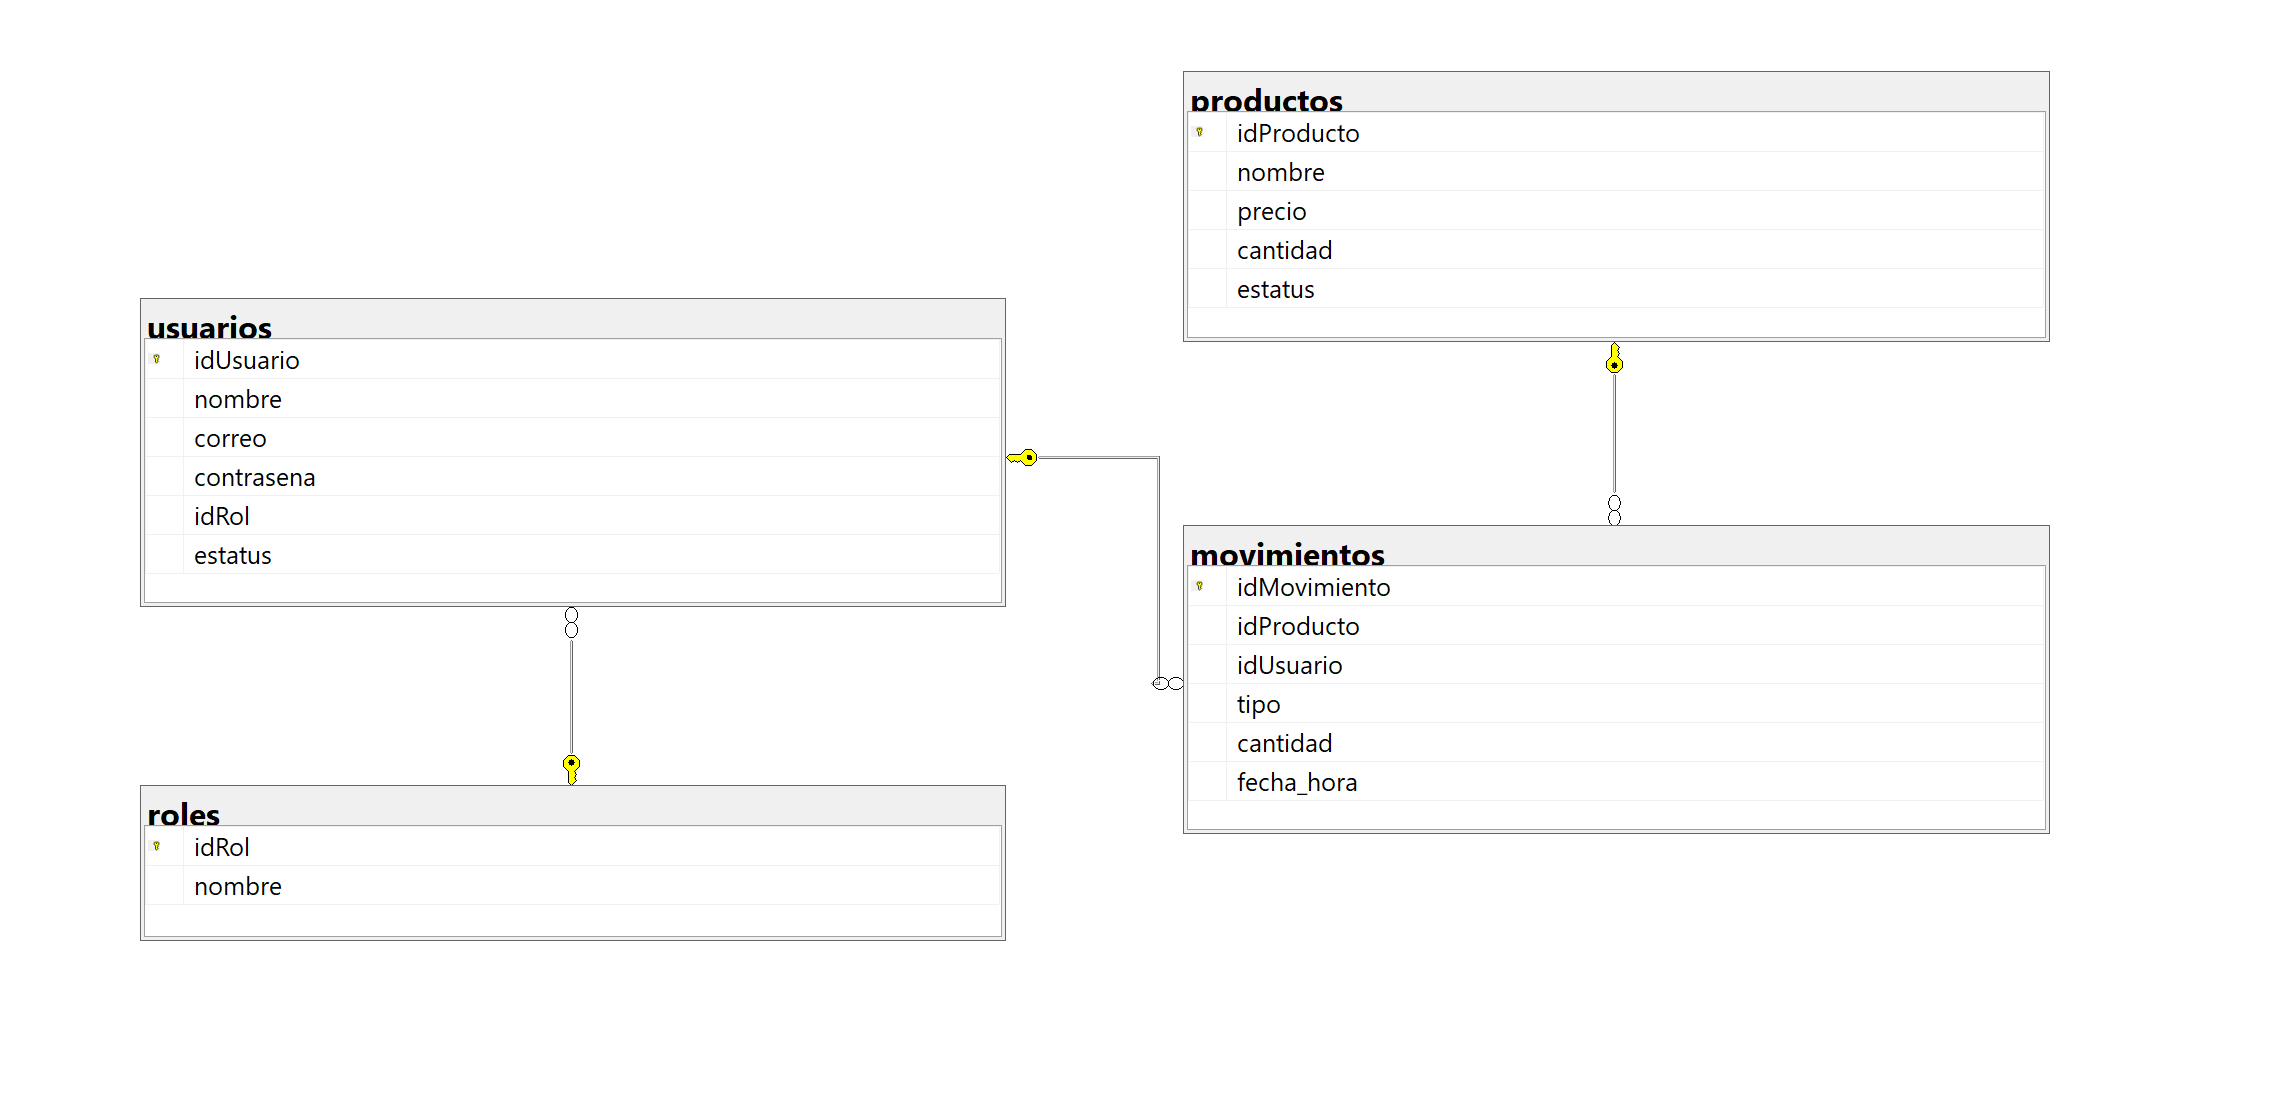 productos
idProducto
nombre
precio
cantidad
estatus
usuarios
idUsuario
nombre
correo
contrasena
idRol
estatus
movimientos
idMovimiento
idProducto
idUsuario
tipo
cantidad
fecha_hora
roles
idRol
nombre